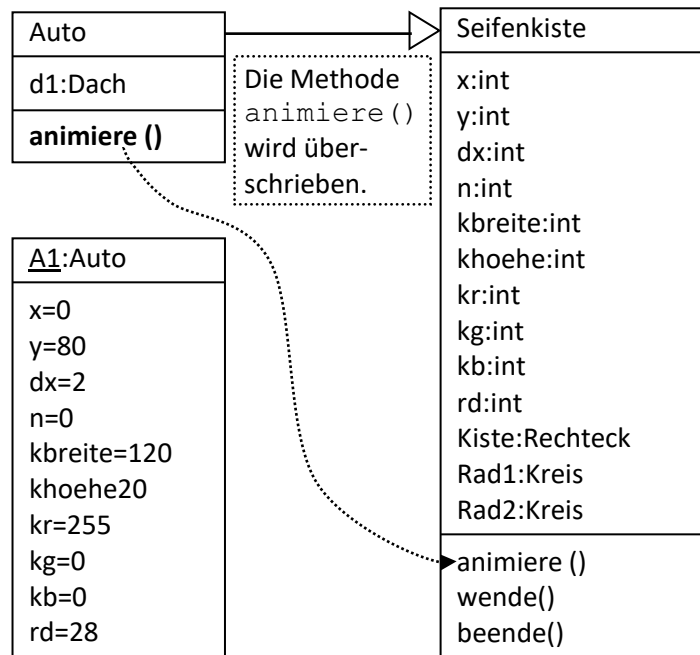 Auto
d1:Dach
animiere ()
Die Methode
animiere()
wird über-
schrieben.
Seifenkiste
x:int
y:int
dx:int
n:int
kbreite:int
khoehe:int
kr:int
kg:int
kb:int
rd:int
Kiste:Rechteck
Rad1:Kreis
Rad2:Kreis
animiere ()
wende()
beende()
A1:Auto
x=0
y=80
dx=2
n=0
kbreite=120
khoehe20
kr=255
kg=0
kb=0
rd=28